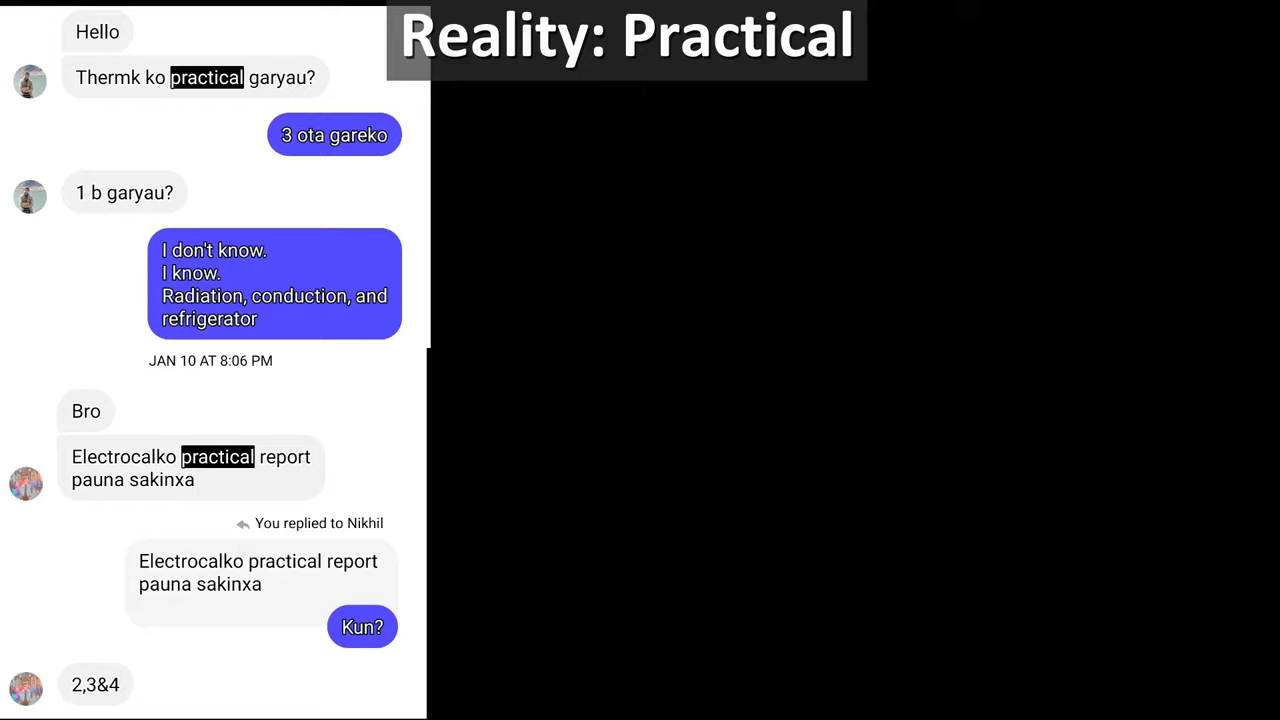 Reality: Practical
Hello
Thermk ko practical garyau?
3 ota gareko
1 b garyau?
I don't know.
I know.
Radiation, conduction, and
refrigerator
JAN 10 AT 8:06 PM
Bro
Electrocalko practical report
pauna sakinxa
You replied to Nikhil
Electrocalko practical report
pauna sakinxa
Kun?
2,3&4